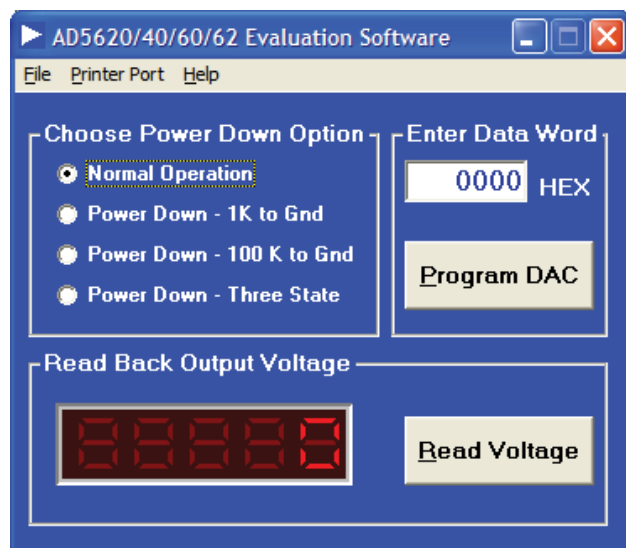 AD5620/40/60/62 Evaluation Software
File Printer Port Help
Choose Power Down Option
Normal Operation
Power Down - 1K to Gnd
Power Down - 100 K to Gnd
Power Down - Three State
Enter Data Word
0000 HEX
Program DAC
Read Back Output Voltage
0
Read Voltage